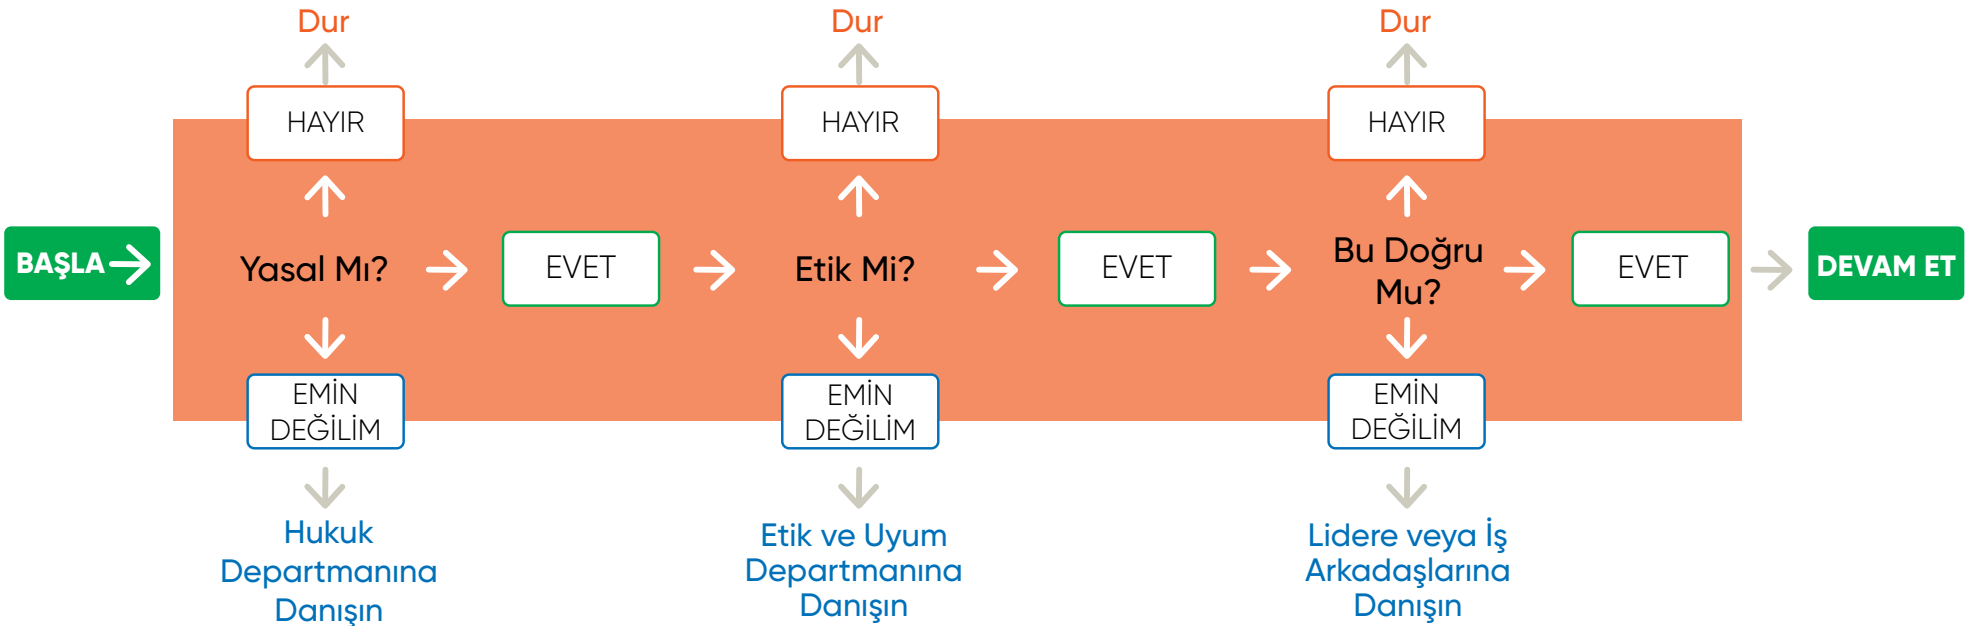 Dur
Dur
Dur
HAYIR
HAYIR
HAYIR
BAŞLA
Yasal Mı?
EVET
Etik Mi?
EVET
Bu Doğru
Mu?
EVET
DEVAM ET
EMİN
DEĞİLİM
EMİN
DEĞİLİM
EMİN
DEĞİLİM
Hukuk
Departmanına
Danışın
Etik ve Uyum
Departmanına
Danışın
Lidere veya İş
Arkadaşlarına
Danışın